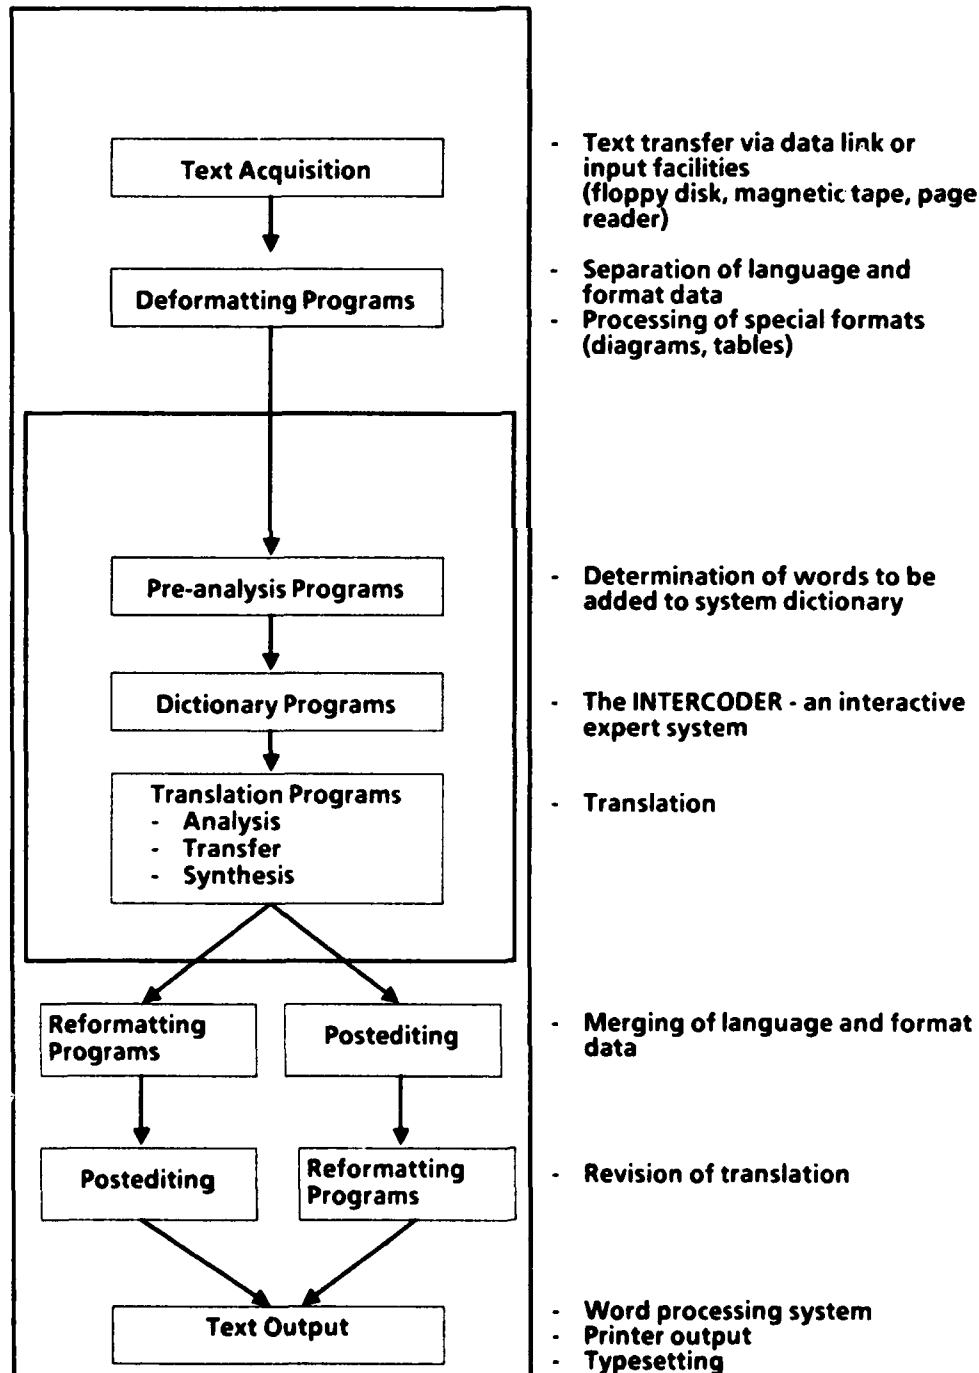 Text Acquisition
- Text transfer via data link or
input facilities
(floppy disk, magnetic tape, page
reader)
Deformatting Programs
- Separation of language and
format data
- Processing of special formats
(diagrams, tables)
Pre-analysis Programs
- Determination of words to be
added to system dictionary
Dictionary Programs
- The INTERCODER - an interactive
expert system
Translation Programs
- Analysis
- Transfer
- Synthesis
- Translation
Reformatting
Programs
Postediting
- Merging of language and format
data
Postediting
Reformatting
Programs
- Revision of translation
Text Output
- Word processing system
- Printer output
- Typesetting